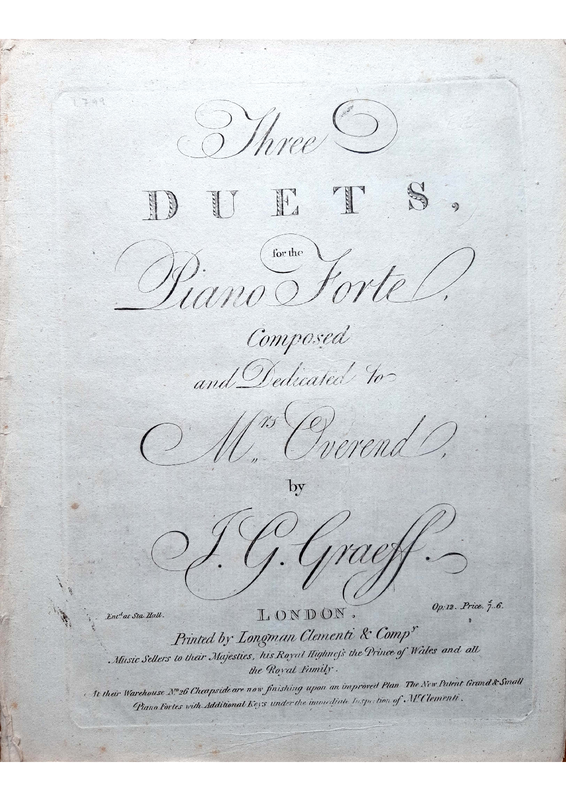 1798
Three
DUETS,
for the
Piano Forte,
Composed
and Dedicated to
Mrs. Overend,
by
J. G. Graeff.
Ent.d at Sta. Hall.
LONDON,
Op: 12. Price. 7s..6.
Printed by Longman Clementi & Compy
Music Sellers to their Majesties, his Royal Highneſs the Prince of Wales and all
the Royal Family.
At their Warehouse No. 26 Cheapside are now finishing upon an improved Plan The New Patent Grand & Small
Piano Fortes with Additional Keys under the immediate Inspection of Mr. Clementi.